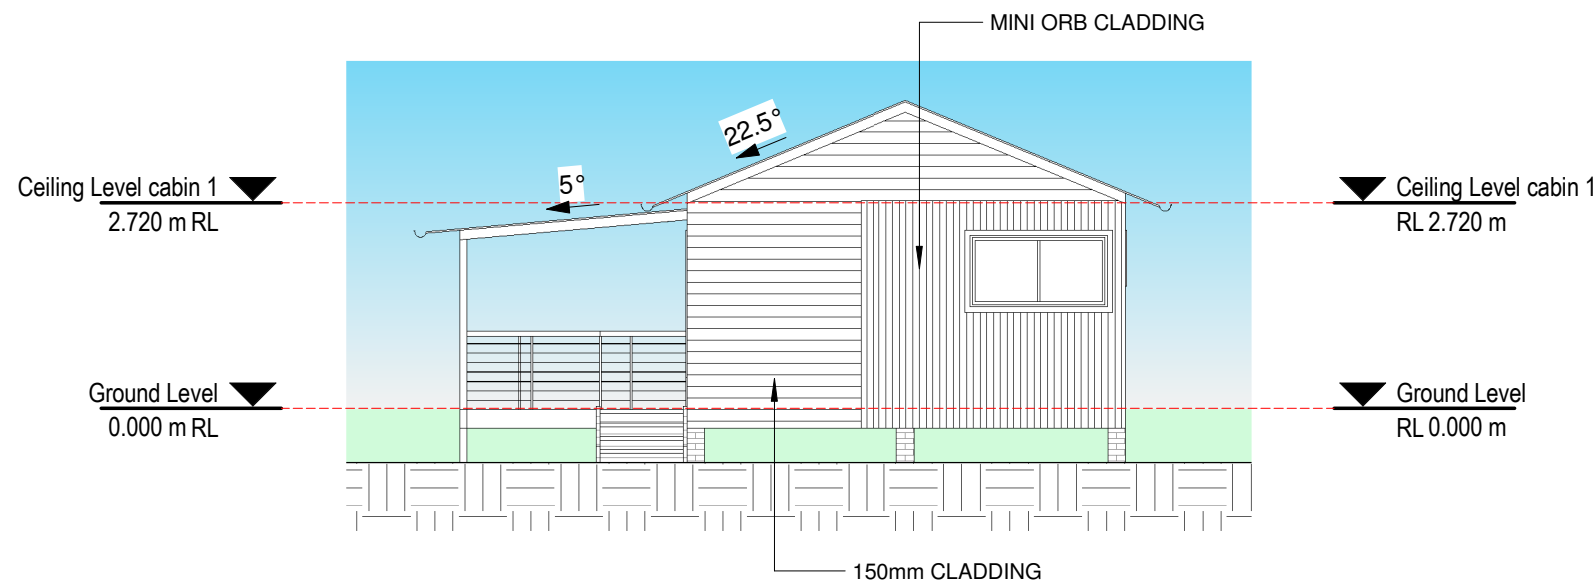 MINI ORB CLADDING
22.5°
5°
Ceiling Level cabin 1
2.720 m RL
Ceiling Level cabin 1
RL 2.720 m
Ground Level
0.000 m RL
Ground Level
RL 0.000 m
150mm CLADDING